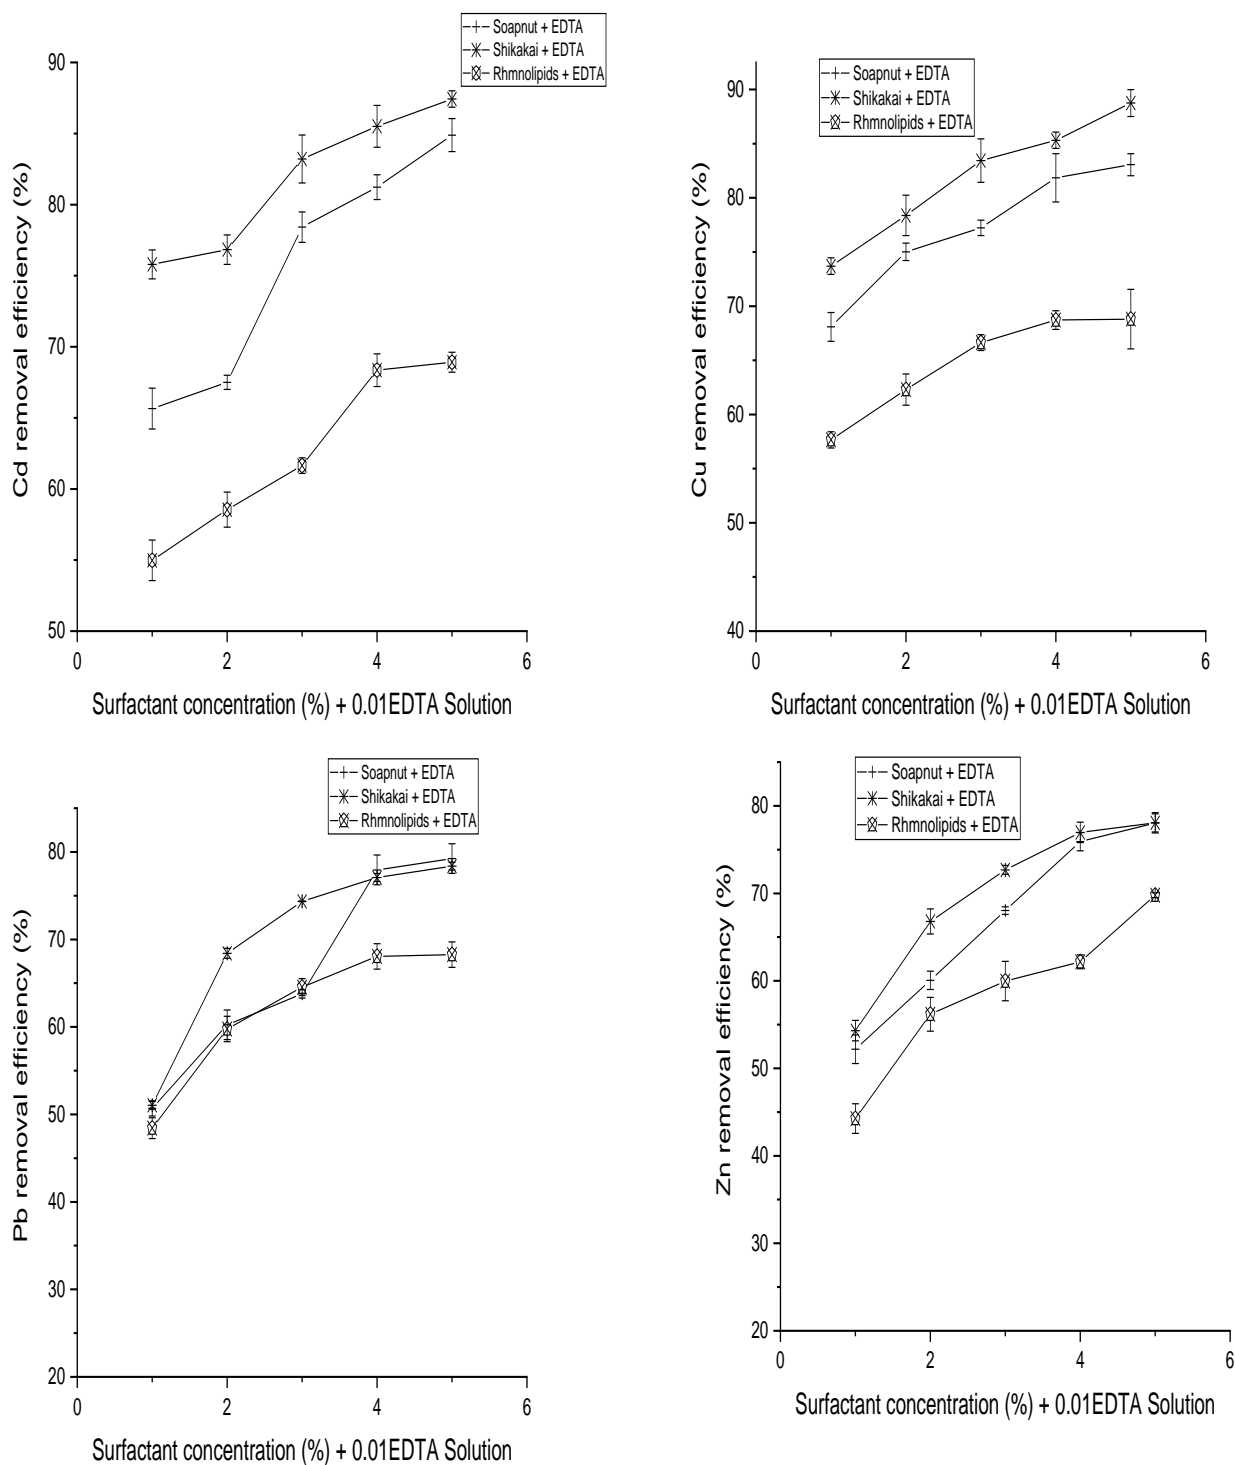 Soapnut + EDTA
Shikakai + EDTA
Rhmnolipids + EDTA
90
80
70
60
50
0
2
4
6
Cd removal efficiency (%)
Surfactant concentration (%) + 0.01EDTA Solution
Soapnut + EDTA
Shikakai + EDTA
Rhmnolipids + EDTA
90
80
70
60
50
40
0
2
4
6
Cu removal efficiency (%)
Surfactant concentration (%) + 0.01EDTA Solution
Soapnut + EDTA
Shikakai + EDTA
Rhmnolipids + EDTA
80
70
60
50
40
30
20
0
2
4
6
Pb removal efficiency (%)
Surfactant concentration (%) + 0.01EDTA Solution
Soapnut + EDTA
Shikakai + EDTA
Rhmnolipids + EDTA
80
70
60
50
40
30
20
0
2
4
6
Zn removal efficiency (%)
Surfactant concentration (%) + 0.01EDTA Solution